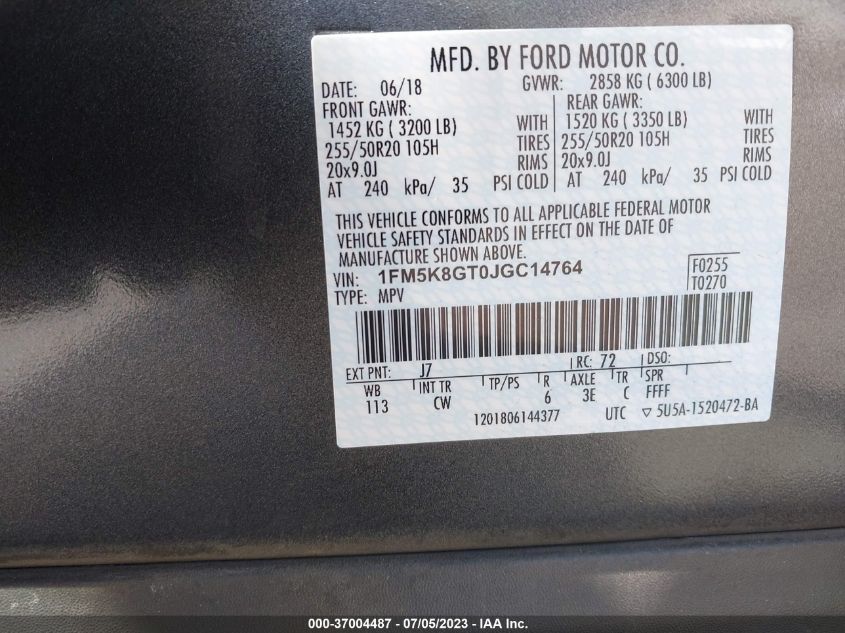 MFD. BY FORD MOTOR CO.
DATE: 06/18 GVWR: 2858 KG ( 6300 LB)
FRONT GAWR: REAR GAWR:
1452 KG ( 3200 LB) WITH 1520 KG ( 3350 LB) WITH
255/50R20 105H TIRES 255/50R20 105H TIRES
20x9.0J RIMS 20x9.0J RIMS
AT 240 kPa/ 35 PSI COLD AT 240 kPa/ 35 PSI COLD
THIS VEHICLE CONFORMS TO ALL APPLICABLE FEDERAL MOTOR
VEHICLE SAFETY STANDARDS IN EFFECT ON THE DATE OF
MANUFACTURE SHOWN ABOVE.
VIN: 1FM5K8GT0JGC14764 F0255
TYPE: MPV T0270
EXT PNT: J7 RC: 72 DSO:
WB INT TR TP/PS R AXLE TR SPR
113 CW 6 3E C FFFF
1201806144377 UTC ▽ 5U5A-1520472-BA
000-37004487 - 07/05/2023 - IAA Inc.